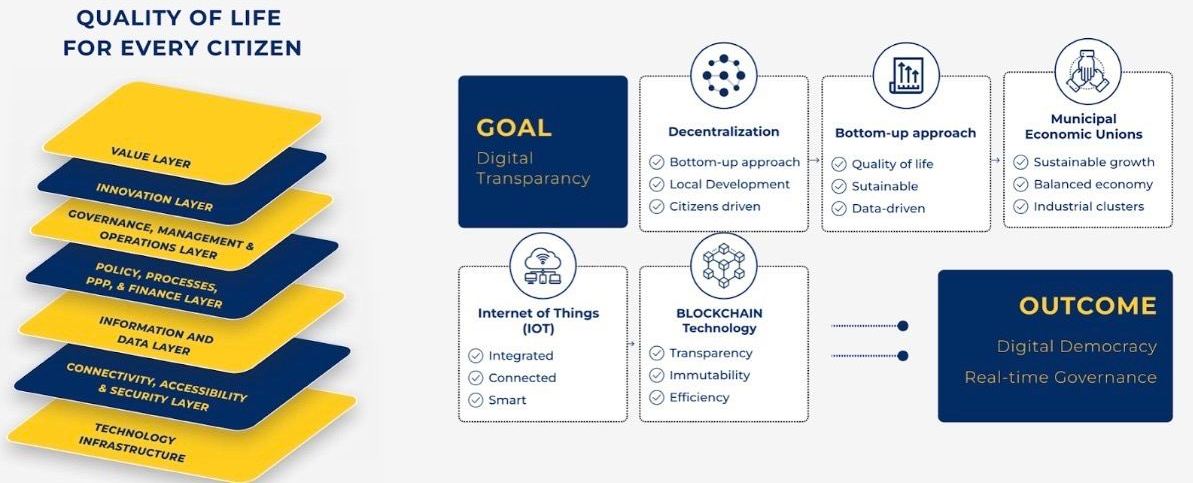 QUALITY OF LIFE
FOR EVERY CITIZEN
VALUE LAYER
INNOVATION LAYER
GOVERNANCE, MANAGEMENT &
OPERATIONS LAYER
POLICY, PROCESSES,
PPP, & FINANCE LAYER
INFORMATION AND
DATA LAYER
CONNECTIVITY, ACCESSIBILITY
& SECURITY LAYER
TECHNOLOGY
INFRASTRUCTURE
GOAL
Digital
Transparancy
Decentralization
Bottom-up approach
Local Development
Citizens driven
Bottom-up approach
Quality of life
Sutainable
Data-driven
Municipal
Economic Unions
Sustainable growth
Balanced economy
Industrial clusters
Internet of Things
(IOT)
Integrated
Connected
Smart
BLOCKCHAIN
Technology
Transparency
Immutability
Efficiency
OUTCOME
Digital Democracy
Real-time Governance